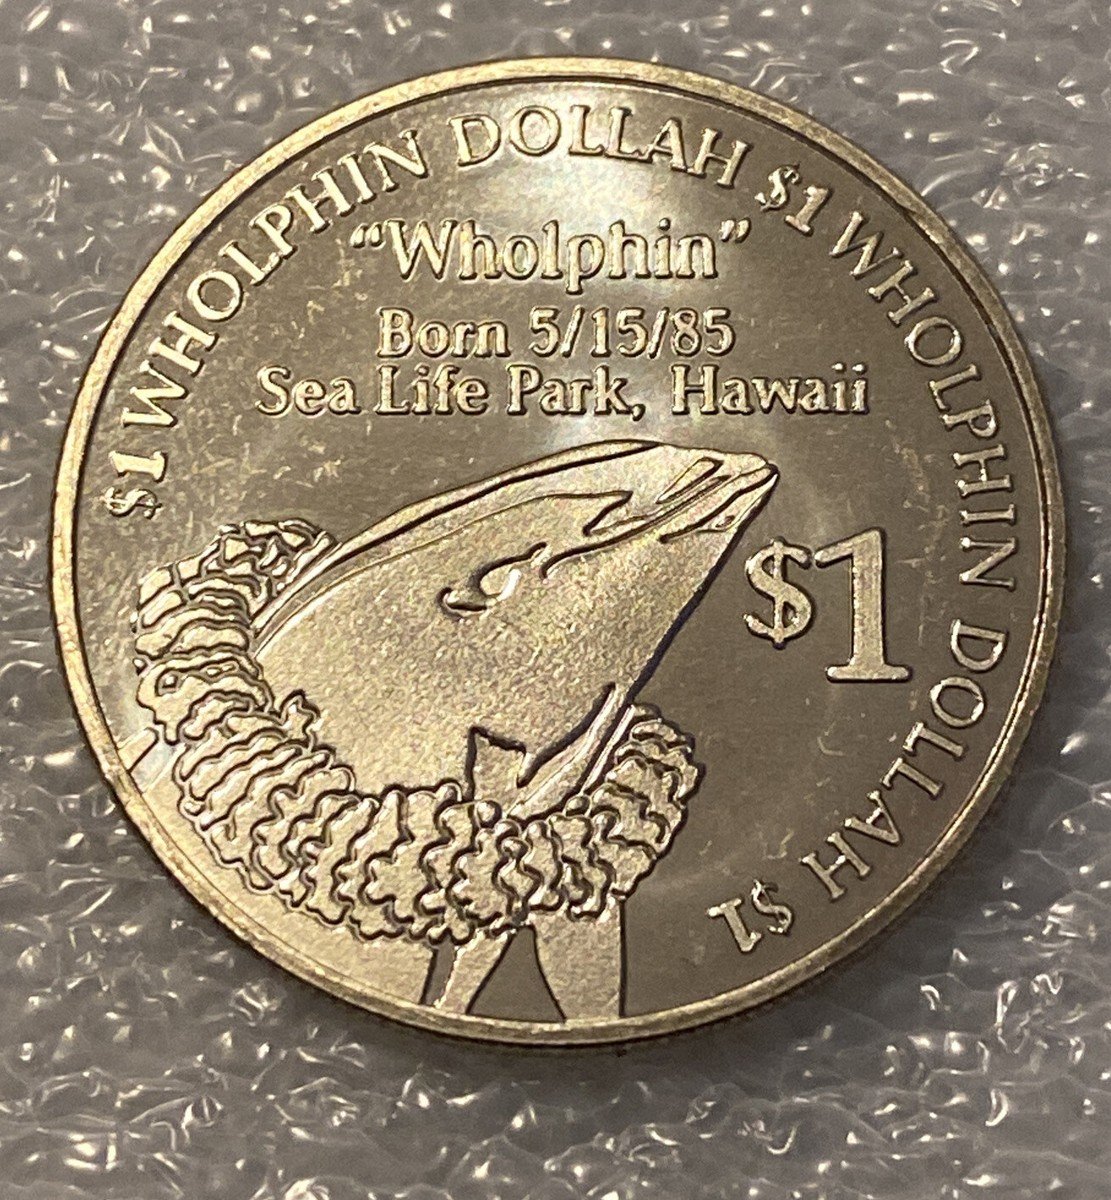 $1 WHOLPHIN DOLLAH $1 WHOLPHIN DOLLAH $1
"Wholphin"
Born 5/15/85
Sea Life Park, Hawaii
$1